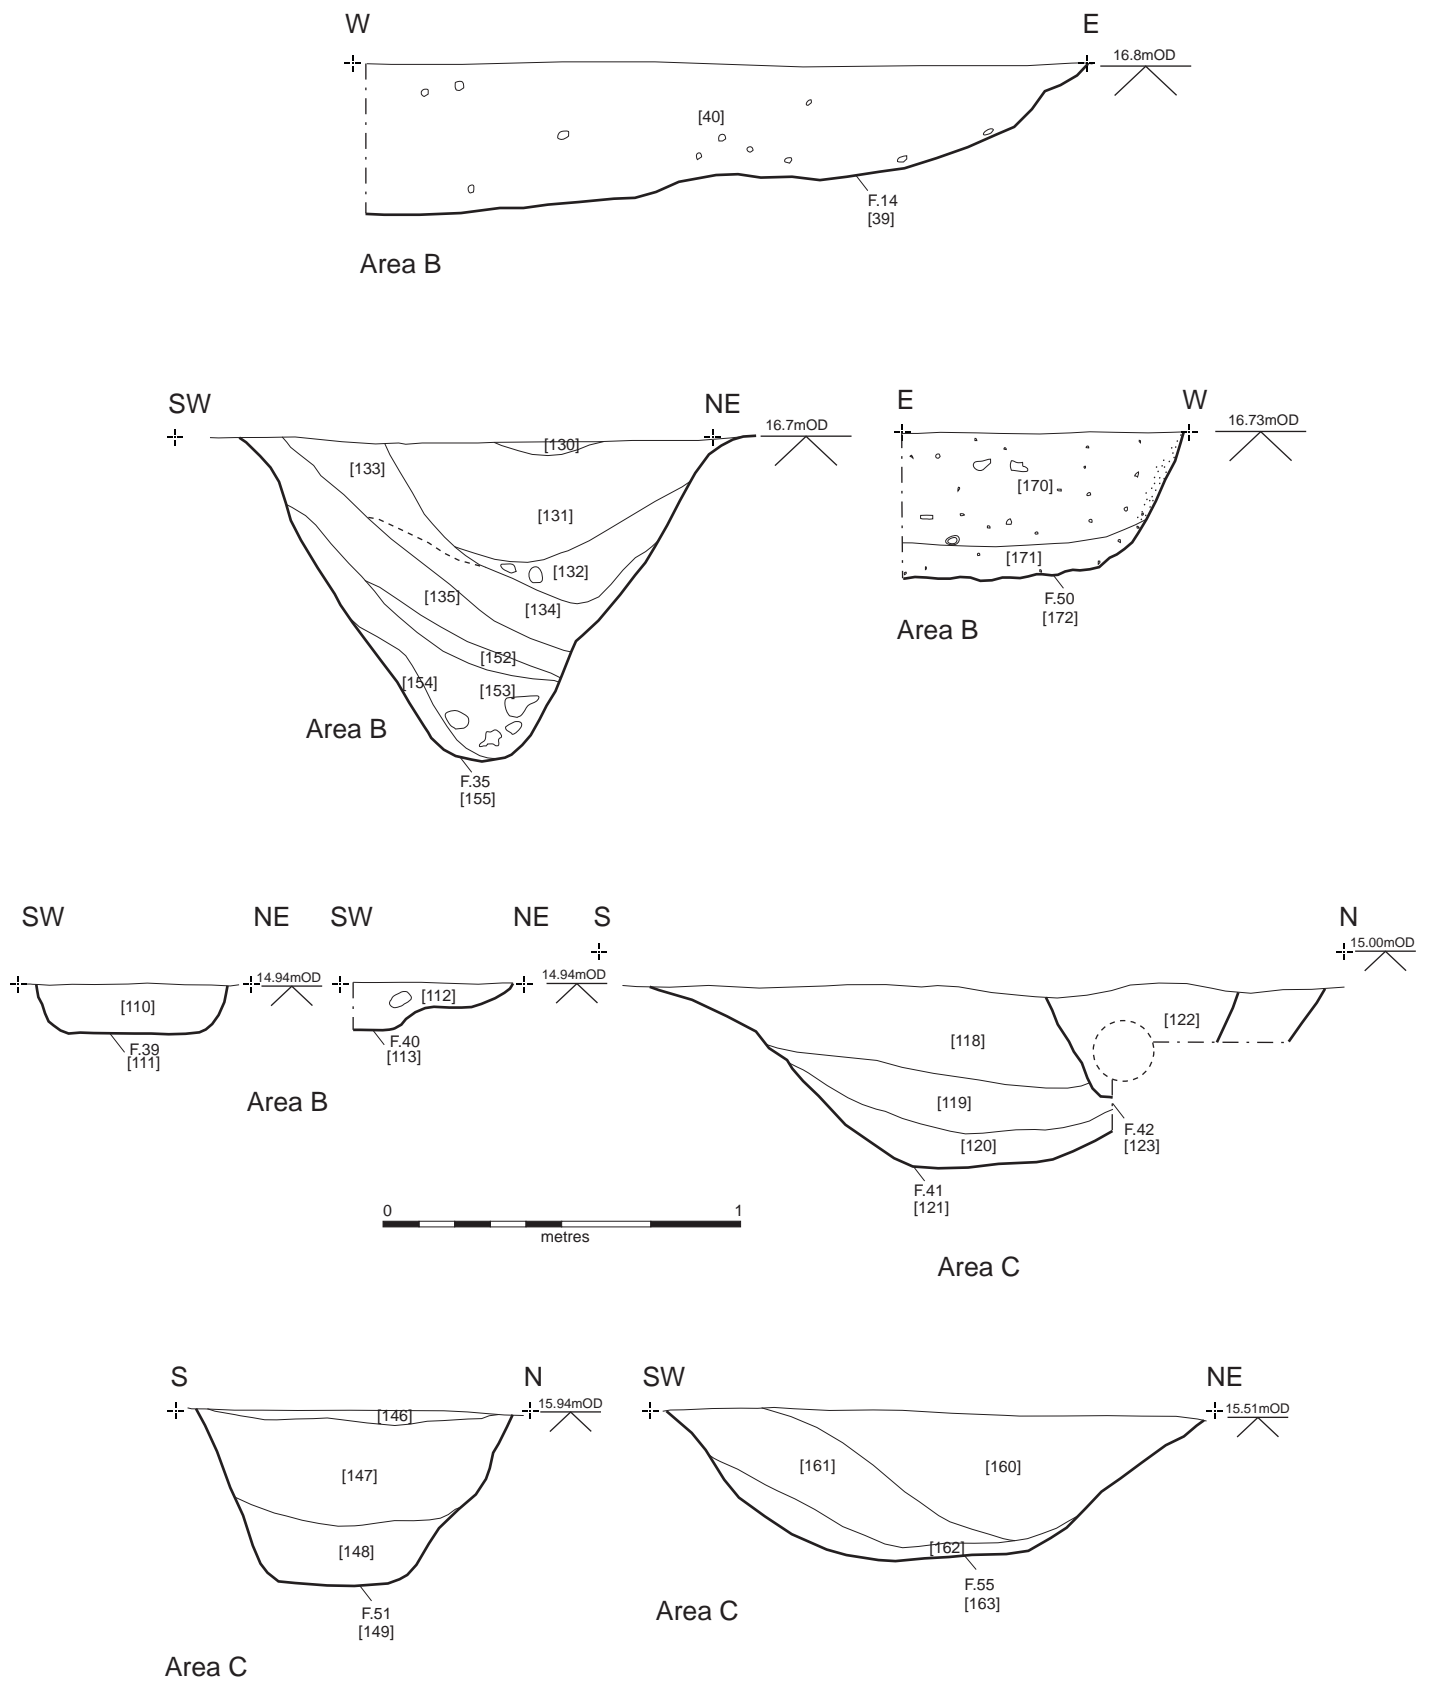 W
E
16.8mOD
[40]
F.14
[39]
Area B
SW
NE
16.7mOD
[130]
[133]
[131]
[132]
[135]
[134]
[152]
[154]
[153]
Area B
F.35
[155]
E
W
16.73mOD
[170]
[171]
F.50
[172]
Area B
SW
NE
14.94mOD
[110]
F.39
[111]
SW
NE
14.94mOD
[112]
F.40
[113]
Area B
S
N
15.00mOD
[118]
[122]
[119]
[120]
F.42
[123]
F.41
[121]
Area C
0
1
metres
S
N
15.94mOD
[146]
[147]
[148]
F.51
[149]
Area C
SW
NE
15.51mOD
[161]
[160]
[162]
F.55
[163]
Area C